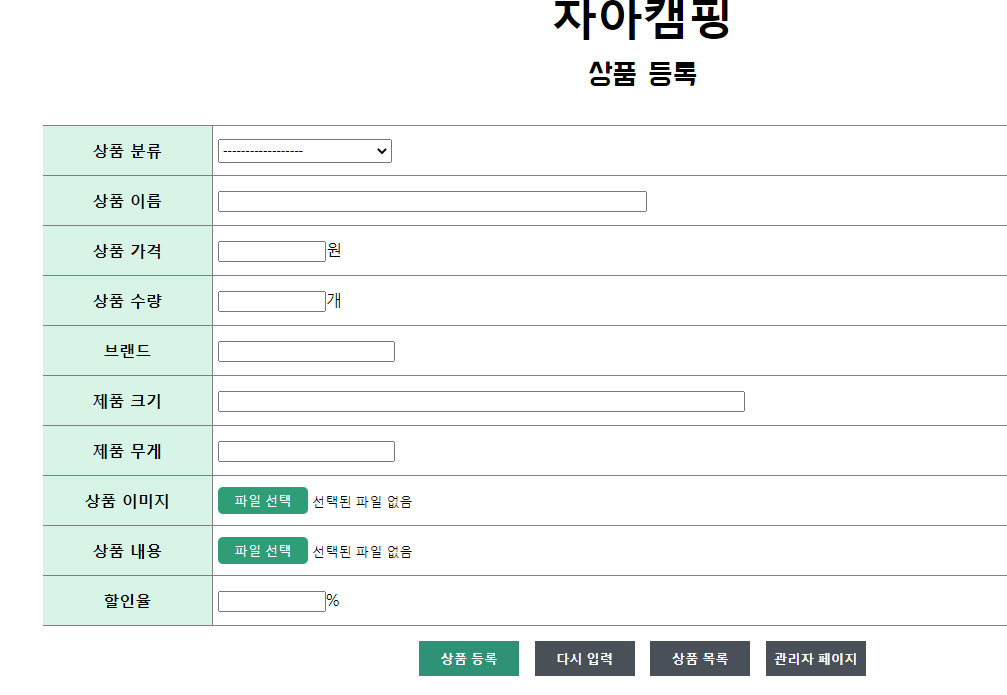 자아캠핑
상품 등록
상품 분류 ------------------
상품 이름
상품 가격 원
상품 수량 개
브랜드
제품 크기
제품 무게
상품 이미지 파일 선택 선택된 파일 없음
상품 내용 파일 선택 선택된 파일 없음
할인율 %
상품 등록 다시 입력 상품 목록 관리자 페이지